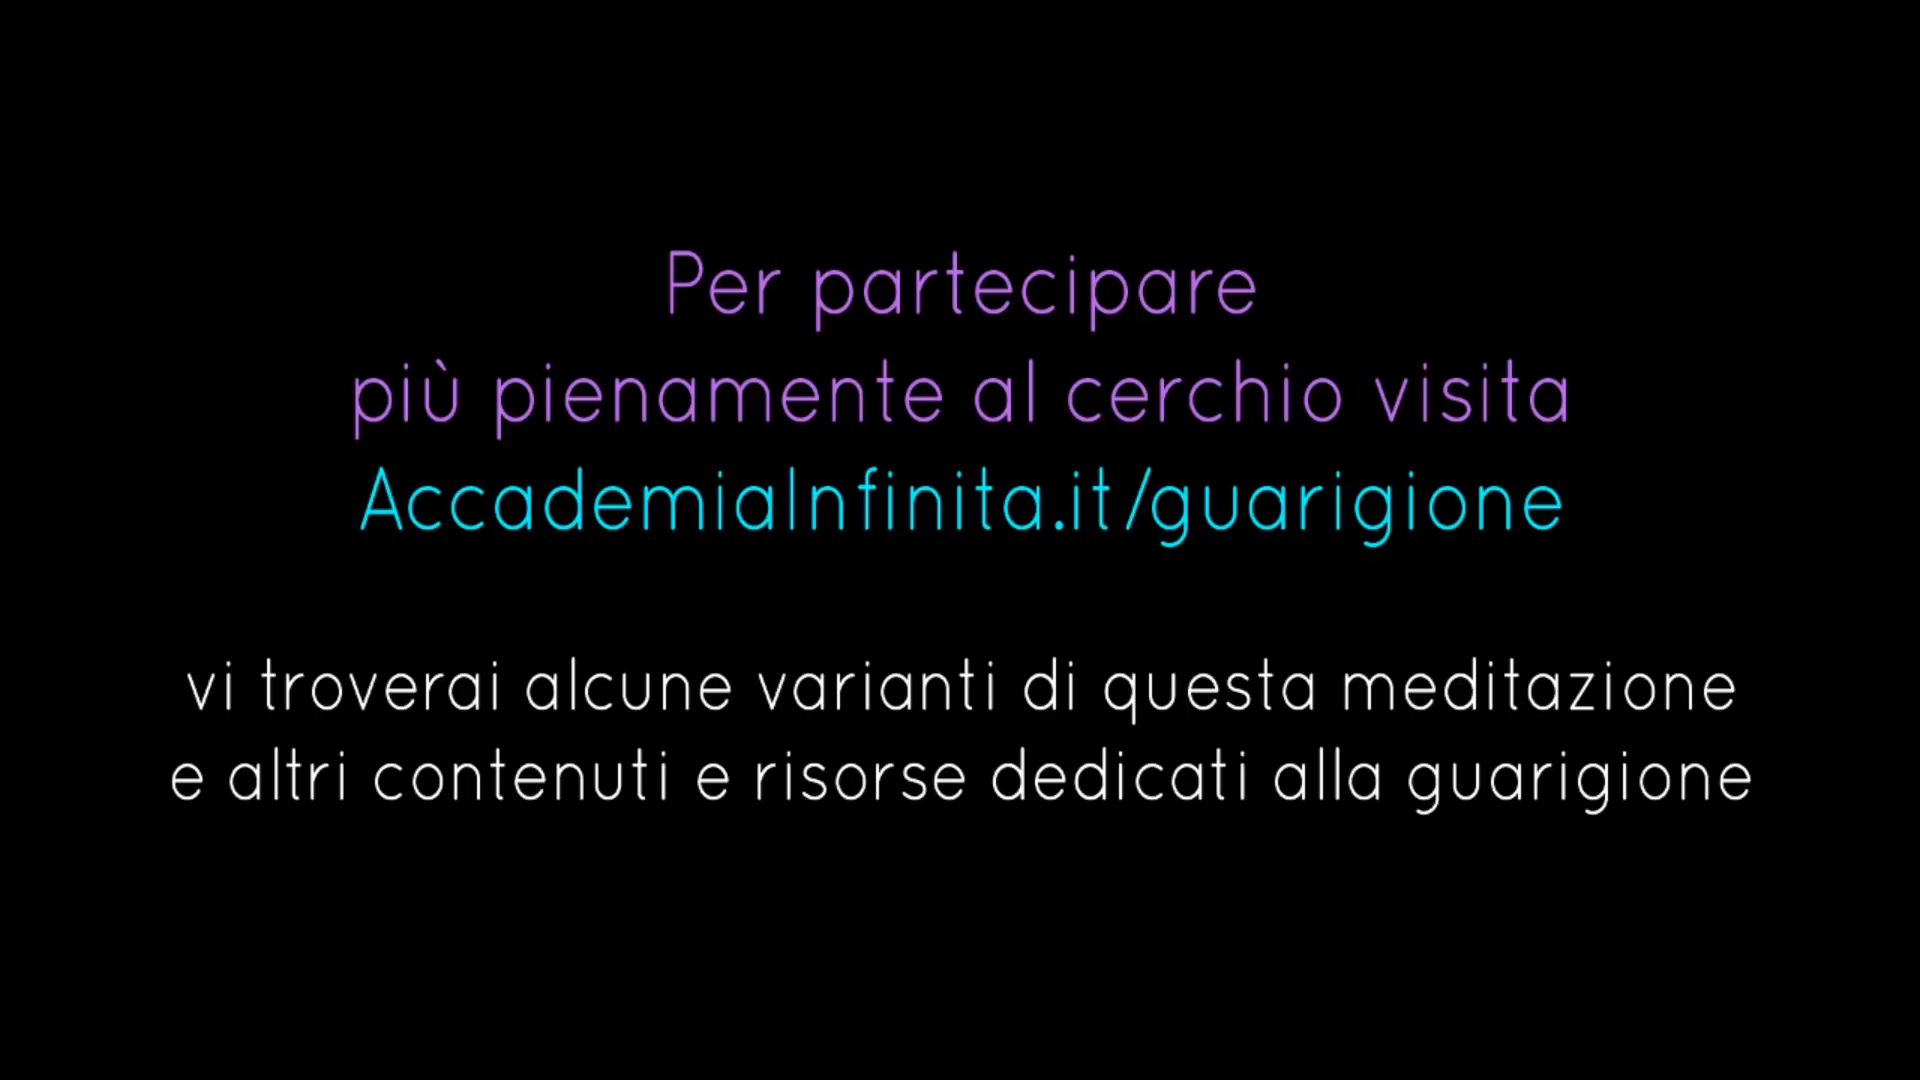 Per partecipare
più pienamente al cerchio visita
AccademiaInfinita.it/guarigione
vi troverai alcune varianti di questa meditazione
e altri contenuti e risorse dedicati alla guarigione